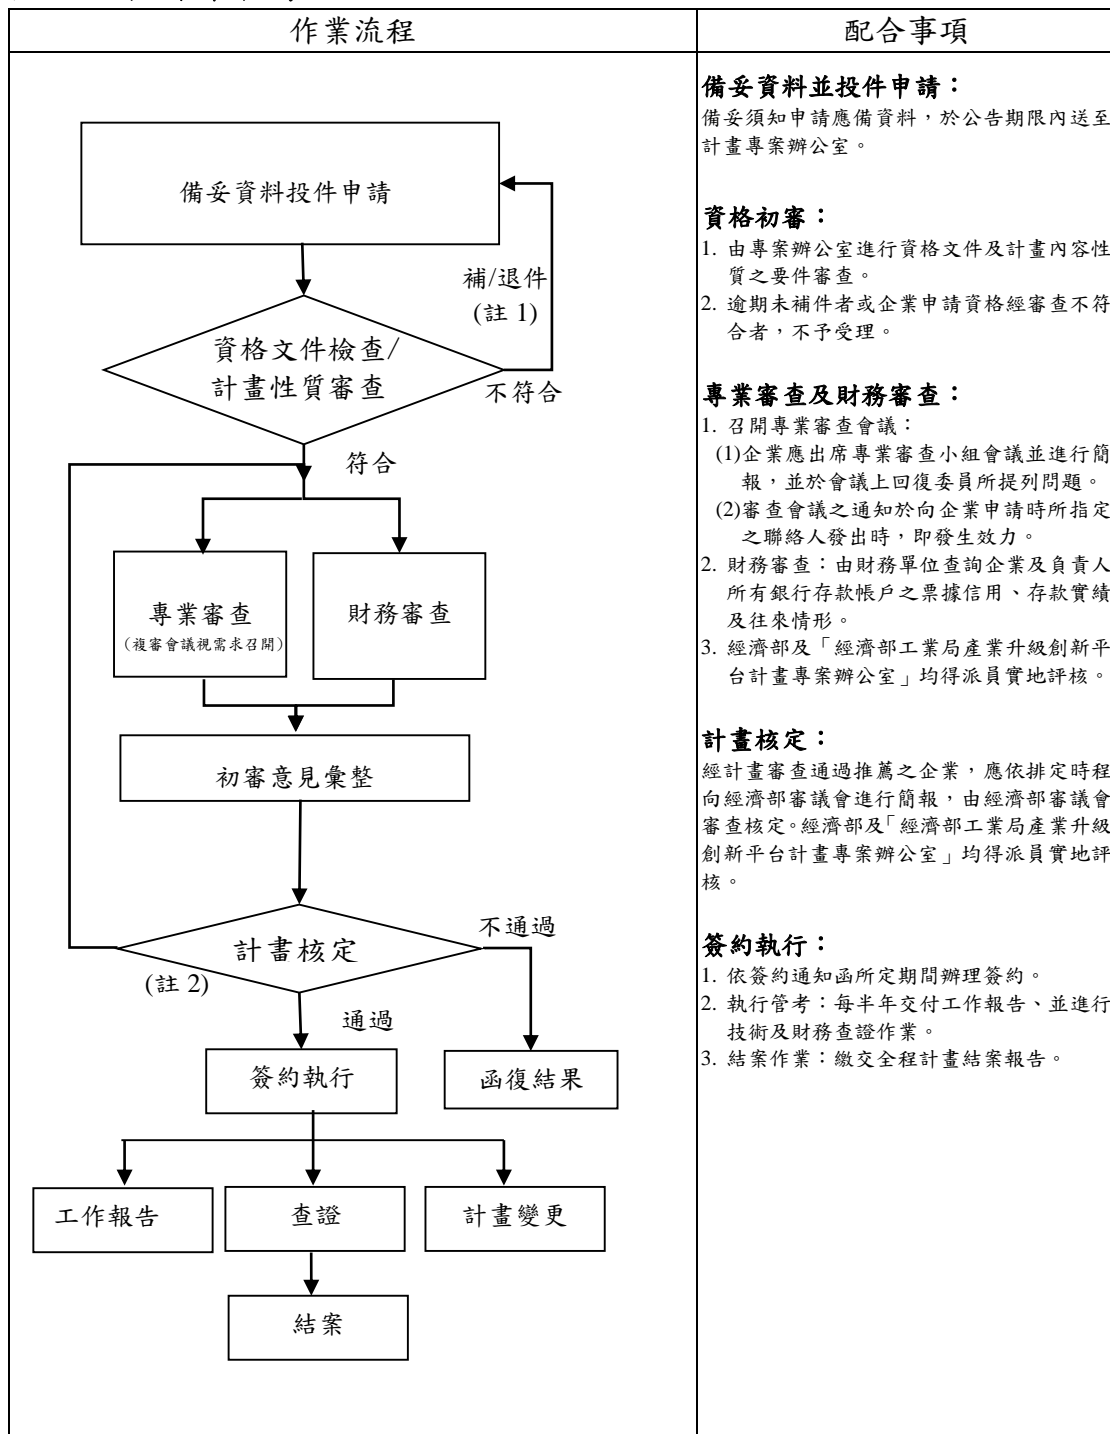 作業流程
配合事項
備妥資料投件申請
補/退件
(註 1)
資格文件檢查/
計畫性質審查
不符合
符合
專業審查
(複審會議視需求召開)
財務審查
初審意見彙整
計畫核定
不通過
(註 2)
通過
簽約執行
函復結果
工作報告
查證
計畫變更
結案
備妥資料並投件申請：
備妥須知申請應備資料，於公告期限內送至
計畫專案辦公室。
資格初審：
1. 由專案辦公室進行資格文件及計畫內容性
質之要件審查。
2. 逾期未補件者或企業申請資格經審查不符
合者，不予受理。
專業審查及財務審查：
1. 召開專業審查會議：
(1)企業應出席專業審查小組會議並進行簡
報，並於會議上回復委員所提列問題。
(2)審查會議之通知於向企業申請時所指定
之聯絡人發出時，即發生效力。
2. 財務審查：由財務單位查詢企業及負責人
所有銀行存款帳戶之票據信用、存款實績
及往來情形。
3. 經濟部及「經濟部工業局產業升級創新平
台計畫專案辦公室」均得派員實地評核。
計畫核定：
經計畫審查通過推薦之企業，應依排定時程
向經濟部審議會進行簡報，由經濟部審議會
審查核定。經濟部及「經濟部工業局產業升級
創新平台計畫專案辦公室」均得派員實地評
核。
簽約執行：
1. 依簽約通知函所定期間辦理簽約。
2. 執行管考：每半年交付工作報告、並進行
技術及財務查證作業。
3. 結案作業：繳交全程計畫結案報告。